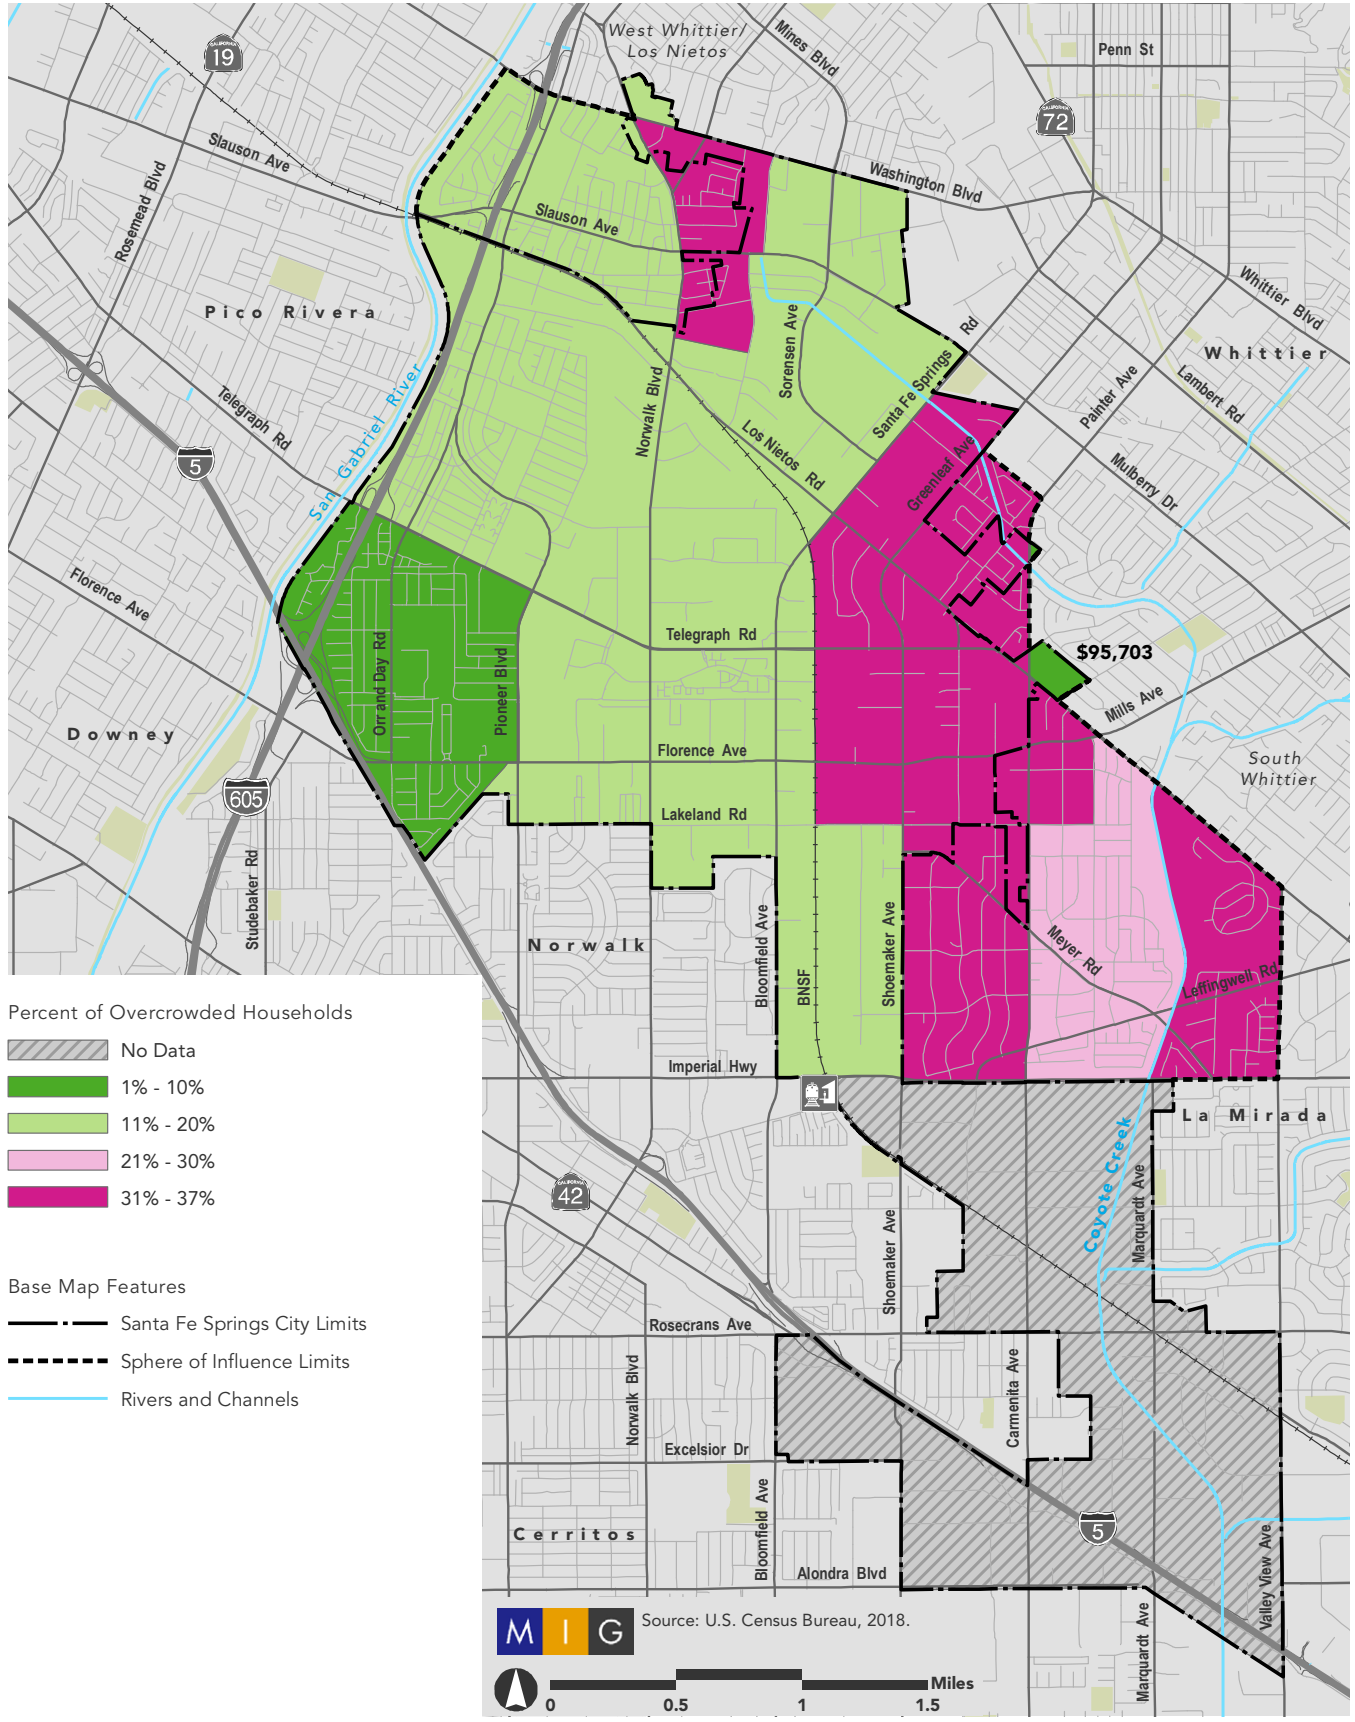 West Whittier/
Los Nietos
Mines Blvd
Penn St
CALIFORNIA
19
CALIFORNIA
72
Slauson Ave
Rosemead Blvd
Washington Blvd
Slauson Ave
Whittier Blvd
Pico Rivera
Sorensen Ave
Santa Fe Springs
Rd
Whittier
Lambert Rd
Painter Ave
Telegraph Rd
San Gabriel River
Norwalk Blvd
Los Nietos Rd
Greenleaf Ave
Mulberry Dr
5
Florence Ave
Telegraph Rd
$95,703
Orr and Day Rd
Pioneer Blvd
Mills Ave
Downey
Florence Ave
South
Whittier
605
Lakeland Rd
Studebaker Rd
Norwalk
Bloomfield Ave
BNSF
Shoemaker Ave
Meyer Rd
Leffingwell Rd
Imperial Hwy
Percent of Overcrowded Households
No Data
1% - 10%
11% - 20%
21% - 30%
31% - 37%
Base Map Features
Santa Fe Springs City Limits
Sphere of Influence Limits
Rivers and Channels
La Mirada
Coyote Creek
Marquardt Ave
CALIFORNIA
42
Shoemaker Ave
Rosecrans Ave
Norwalk Blvd
Carmenita Ave
Excelsior Dr
Bloomfield Ave
Cerritos
5
Alondra Blvd
Valley View Ave
Marquardt Ave
M I G
Source: U.S. Census Bureau, 2018.
Miles
0 0.5 1 1.5